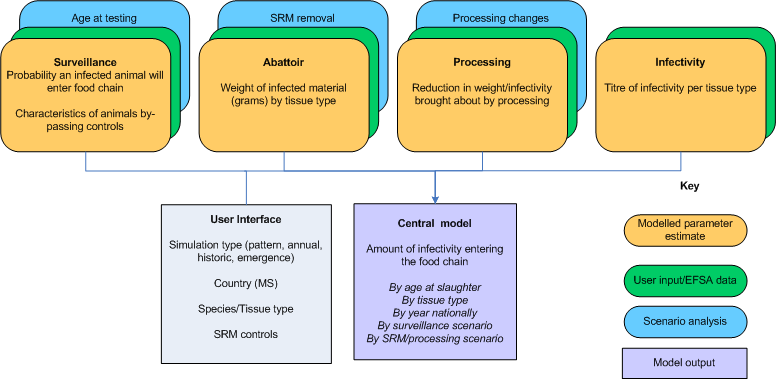 Age at testing
SRM removal
Processing changes
Surveillance
Probability an infected animal will
enter food chain
Characteristics of animals by-
passing controls
Abattoir
Weight of infected material
(grams) by tissue type
Processing
Reduction in weight/infectivity
brought about by processing
Infectivity
Titre of infectivity per tissue type
User Interface
Simulation type (pattern, annual,
historic, emergence)
Country (MS)
Species/Tissue type
SRM controls
Central model
Amount of infectivity entering
the food chain
By age at slaughter
By tissue type
By year nationally
By surveillance scenario
By SRM/processing scenario
Key
Modelled parameter
estimate
User input/EFSA data
Scenario analysis
Model output